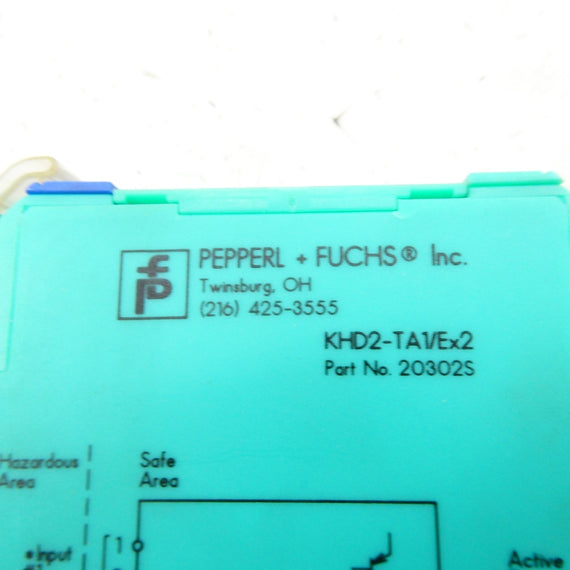 PEPPERL + FUCHS® Inc.
Twinsburg, OH
(216) 425-3555
KHD2-TA1/Ex2
Part No. 20302S
Hazardous
Area
Safe
Area
•Input
1
Active